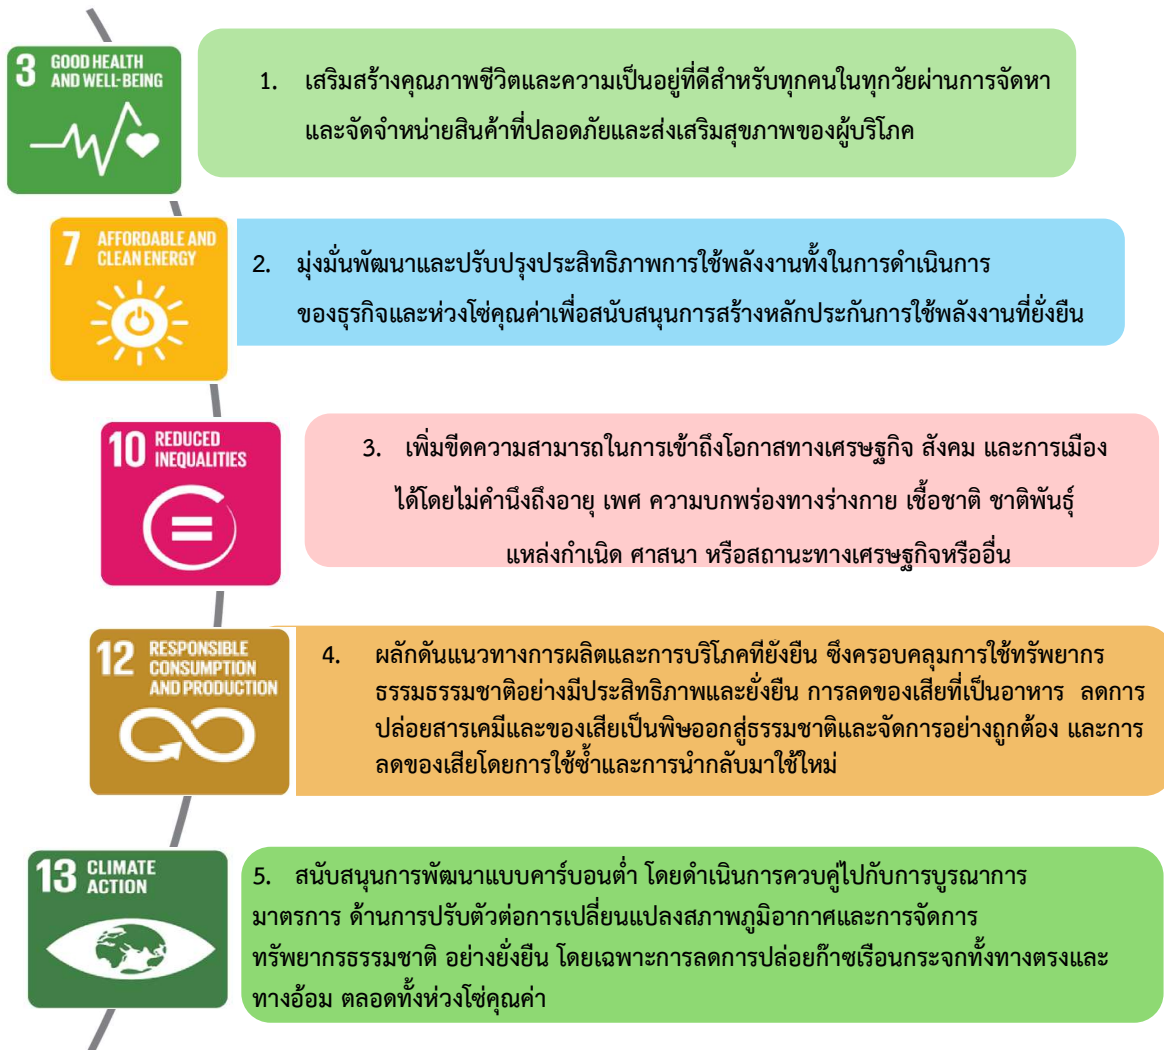 3 GOOD HEALTH
AND WELL-BEING
1. เสริมสร้างคุณภาพชีวิตและความเป็นอยู่ที่ดีสำหรับทุกคนในทุกวัยผ่านการจัดหา
และจัดจำหน่ายสินค้าที่ปลอดภัยและส่งเสริมสุขภาพของผู้บริโภค
7 AFFORDABLE AND
CLEAN ENERGY
2. มุ่งมั่นพัฒนาและปรับปรุงประสิทธิภาพการใช้พลังงานทั้งในการดำเนินการ
ของธุรกิจและห่วงโซ่คุณค่าเพื่อสนับสนุนการสร้างหลักประกันการใช้พลังงานที่ยั่งยืน
10 REDUCED
INEQUALITIES
3. เพิ่มขีดความสามารถในการเข้าถึงโอกาสทางเศรษฐกิจ สังคม และการเมือง
ได้โดยไม่คำนึงถึงอายุ เพศ ความบกพร่องทางร่างกาย เชื้อชาติ ชาติพันธุ์
แหล่งกำเนิด ศาสนา หรือสถานะทางเศรษฐกิจหรืออื่น
12 RESPONSIBLE
CONSUMPTION
AND PRODUCTION
4. ผลักดันแนวทางการผลิตและการบริโภคที่ยั่งยืน ซึ่งครอบคลุมการใช้ทรัพยากร
ธรรมธรรมชาติอย่างมีประสิทธิภาพและยั่งยืน การลดของเสียที่เป็นอาหาร ลดการ
ปล่อยสารเคมีและของเสียเป็นพิษออกสู่ธรรมชาติและจัดการอย่างถูกต้อง และการ
ลดของเสียโดยการใช้ซ้ำและการนำกลับมาใช้ใหม่
13 CLIMATE
ACTION
5. สนับสนุนการพัฒนาแบบคาร์บอนต่ำ โดยดำเนินการควบคู่ไปกับการบูรณาการ
มาตรการ ด้านการปรับตัวต่อการเปลี่ยนแปลงสภาพภูมิอากาศและการจัดการ
ทรัพยากรธรรมชาติ อย่างยั่งยืน โดยเฉพาะการลดการปล่อยก๊าซเรือนกระจกทั้งทางตรงและ
ทางอ้อม ตลอดทั้งห่วงโซ่คุณค่า